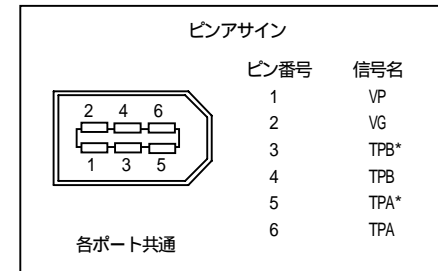 ピンアサイン
ピン番号 信号名
1 VP
2 VG
3 TPB*
4 TPB
5 TPA*
6 TPA
2 4 6
1 3 5
各ポート共通